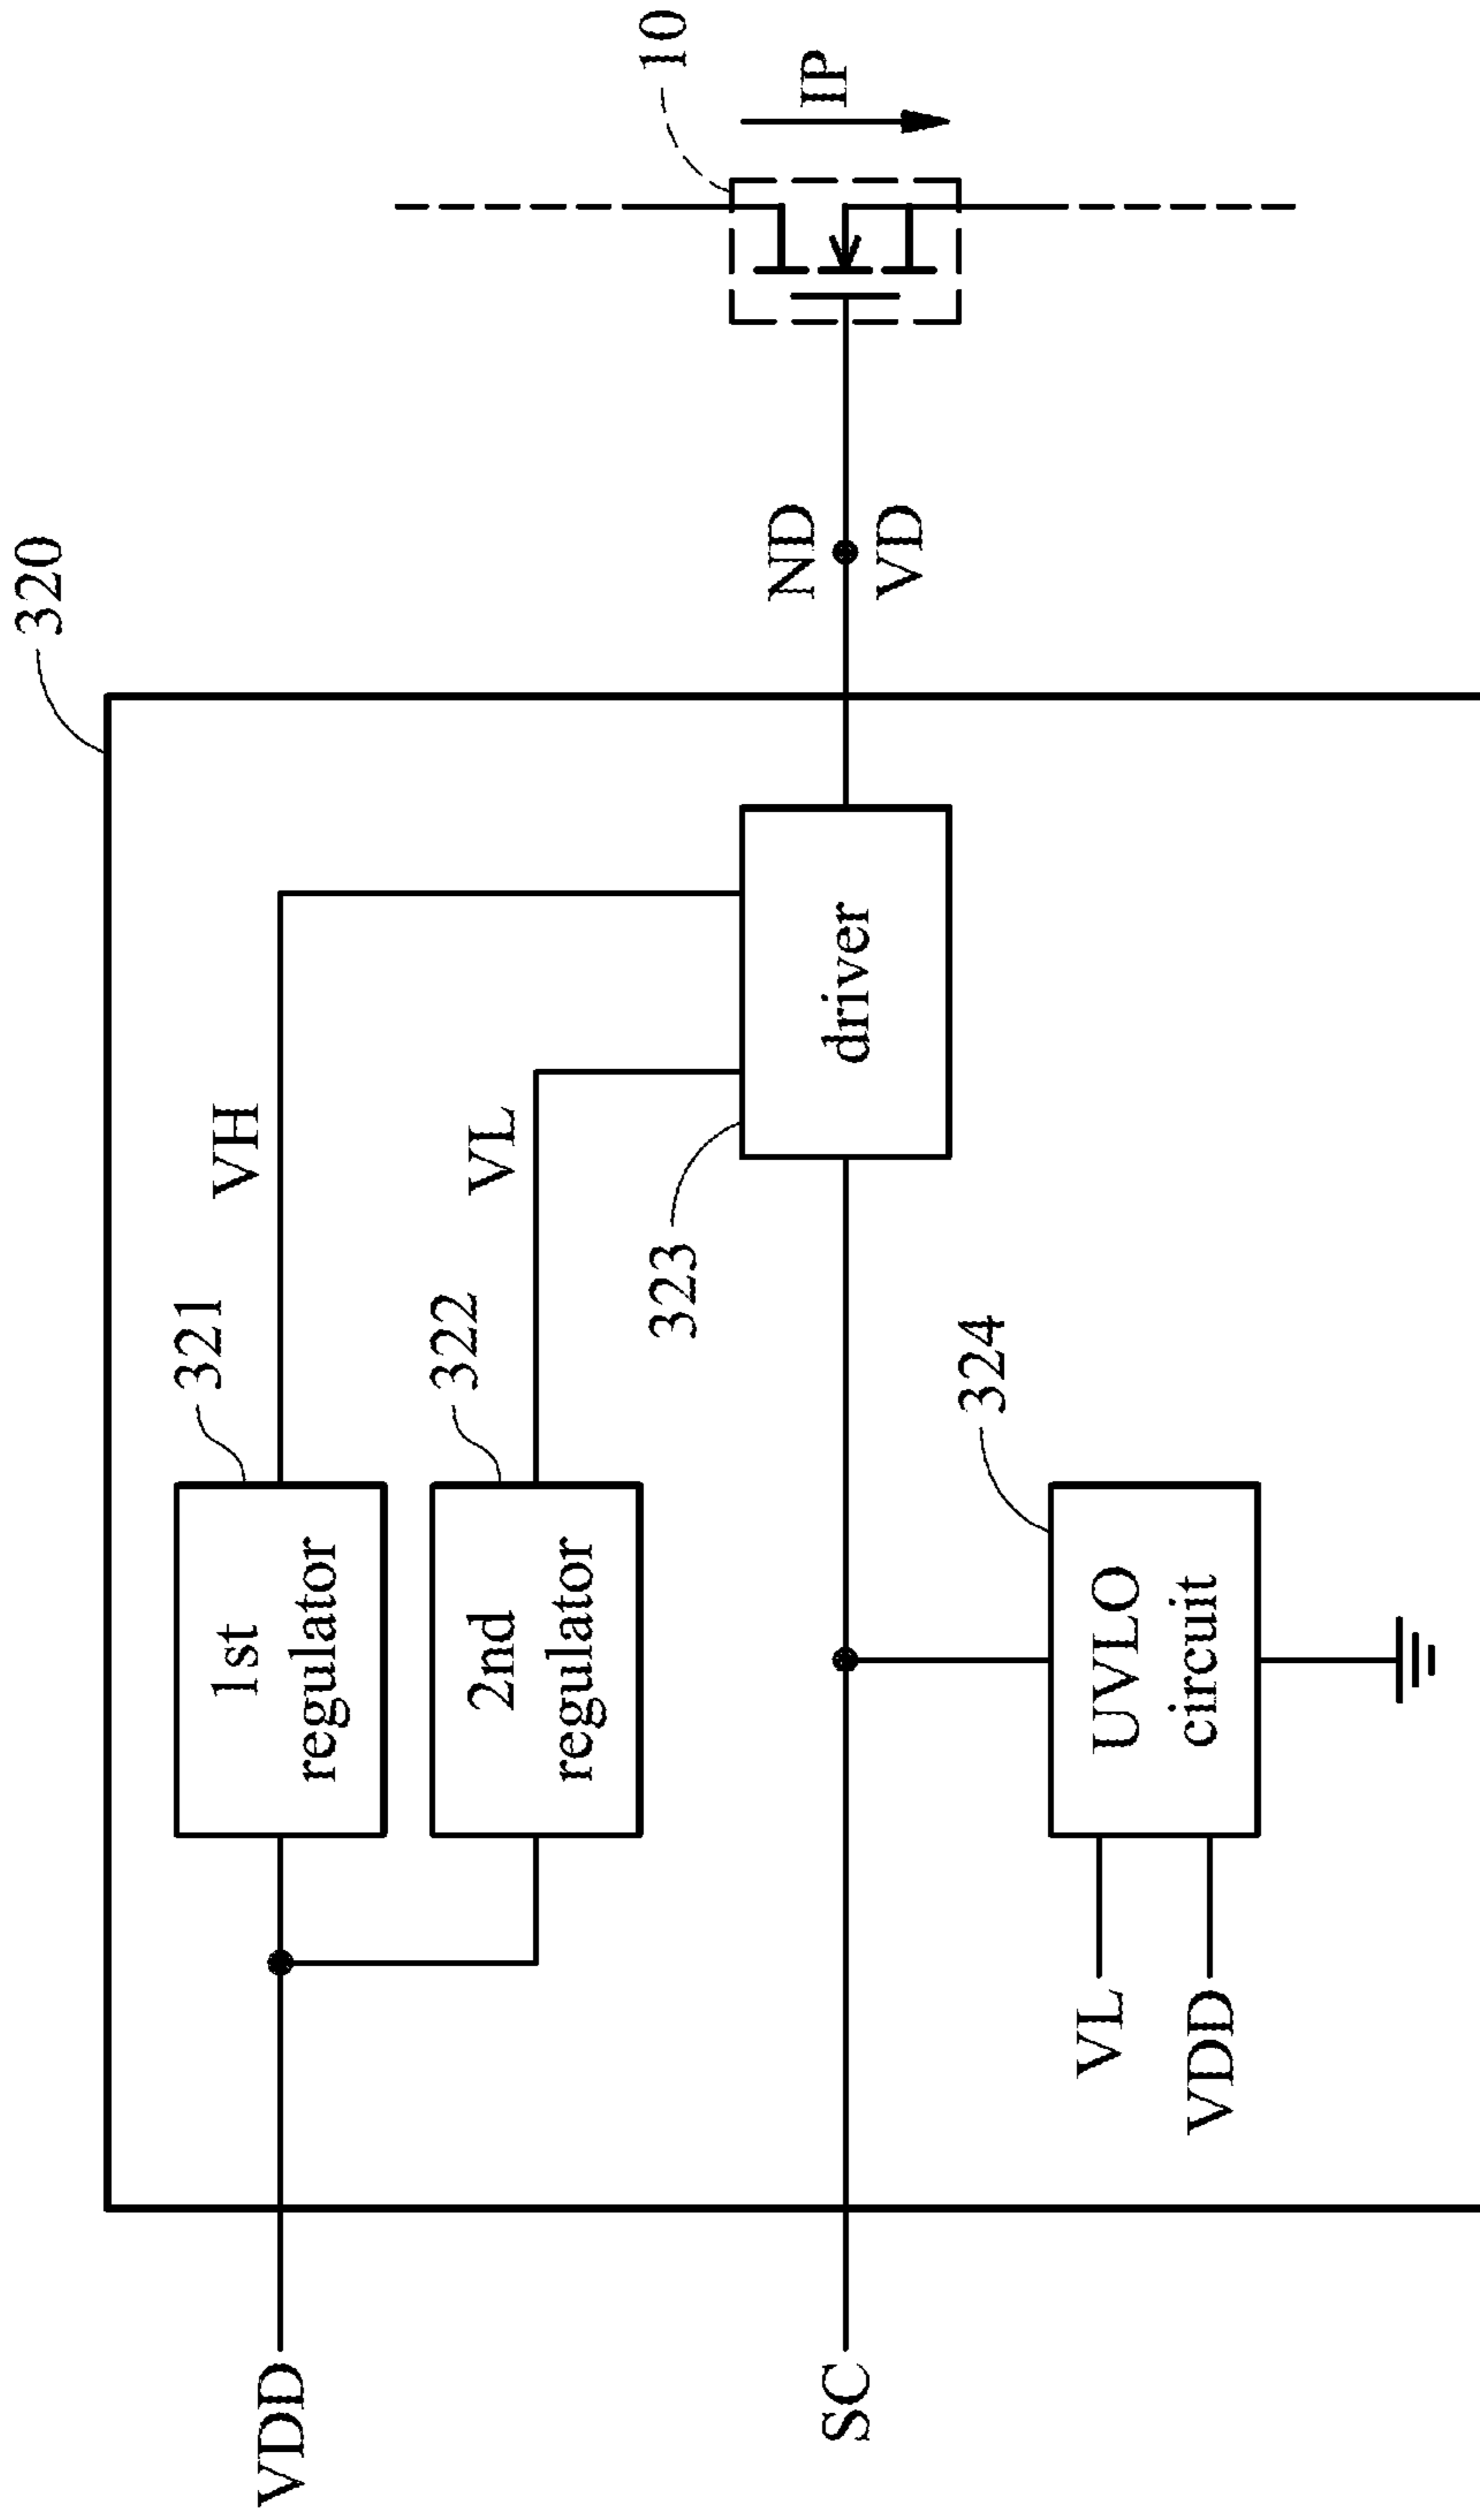 320
10
IP
321
VH
1st
regulator
VDD
322
VL
2nd
regulator
323
driver
ND
VD
SC
324
UVLO
circuit
VL
VDD